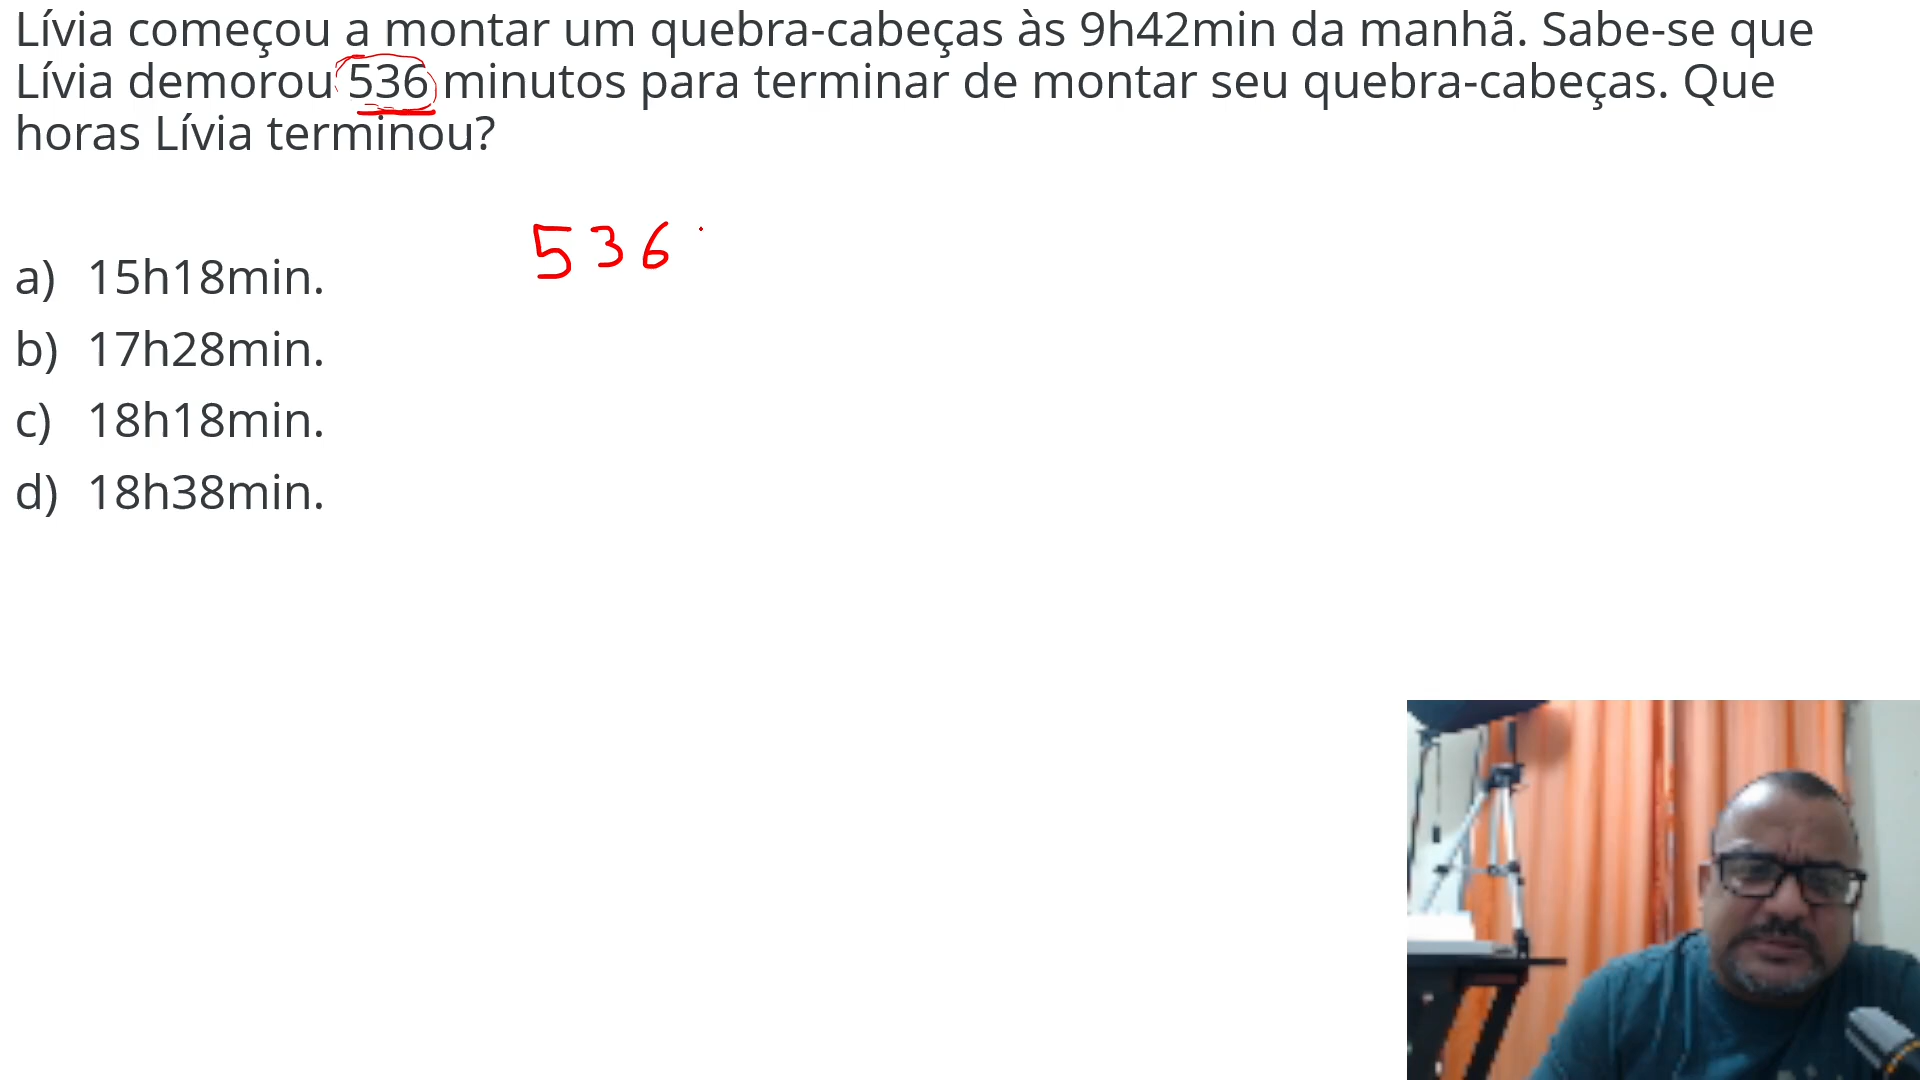 Lívia começou a montar um quebra-cabeças às 9h42min da manhã. Sabe-se que
Lívia demorou 536 minutos para terminar de montar seu quebra-cabeças. Que
horas Lívia terminou?
536
a) 15h18min.
b) 17h28min.
c) 18h18min.
d) 18h38min.